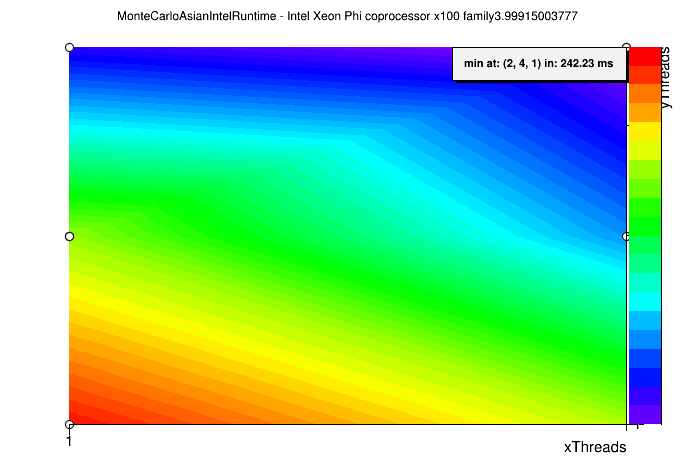 MonteCarloAsianIntelRuntime - Intel Xeon Phi coprocessor x100 family3.99915003777
min at: (2, 4, 1) in: 242.23 ms
yThreads
1
xThreads